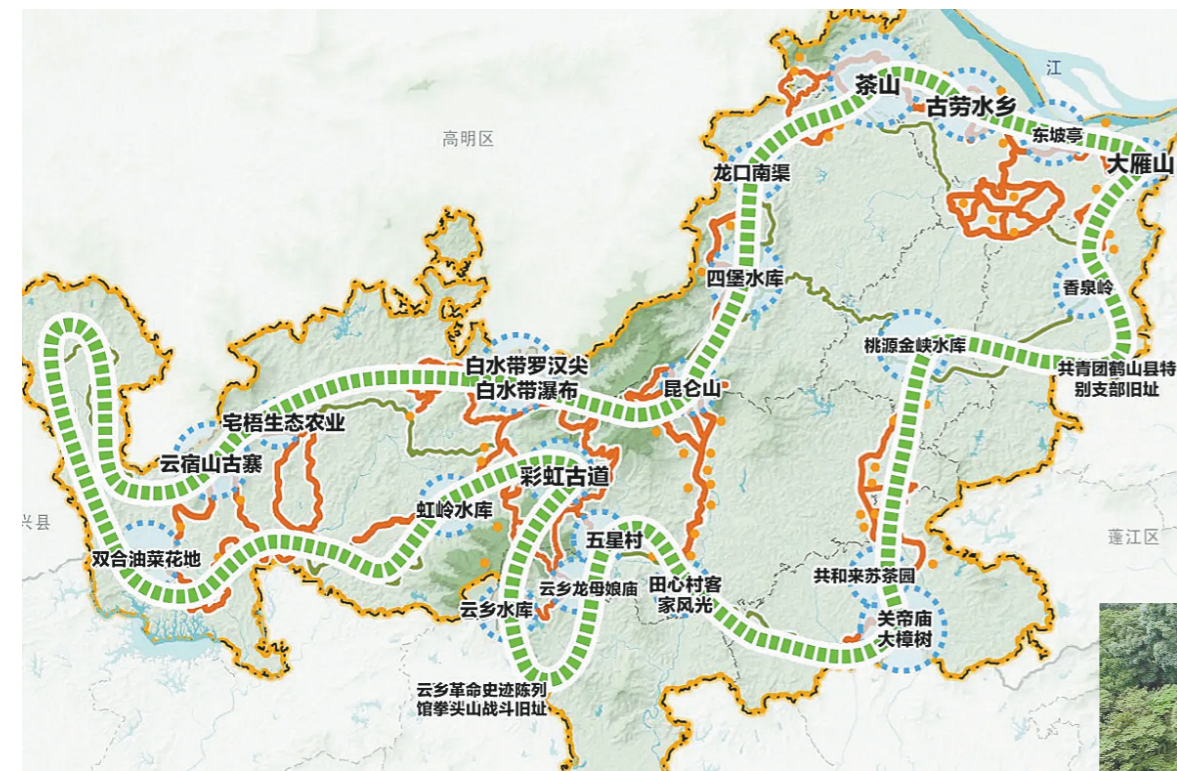 江
茶山
古劳水乡
高明区
东坡亭
大雁山
龙口南渠
四堡水库
香泉岭
桃源金峡水库
白水带罗汉尖
白水带瀑布
昆仑山
共青团鹤山县特
别支部旧址
宅梧生态农业
云宿山古寨
彩虹古道
虹岭水库
兴县
五星村
蓬江区
双合油菜花地
云乡龙母娘庙
田心村客
家风光
共和来苏茶园
云乡水库
关帝庙
大樟树
云乡革命史迹陈列
馆拳头山战斗旧址